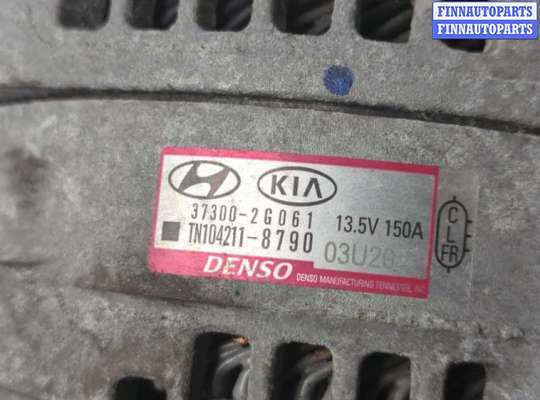 FINNAUTOPARTS
FINNAUTOPARTS
KIA
37300-2G061 13.5V 150A
TN104211-8790 03U20
DENSO DENSO MANUFACTURING TENNESSEE, INC
C
L
FR